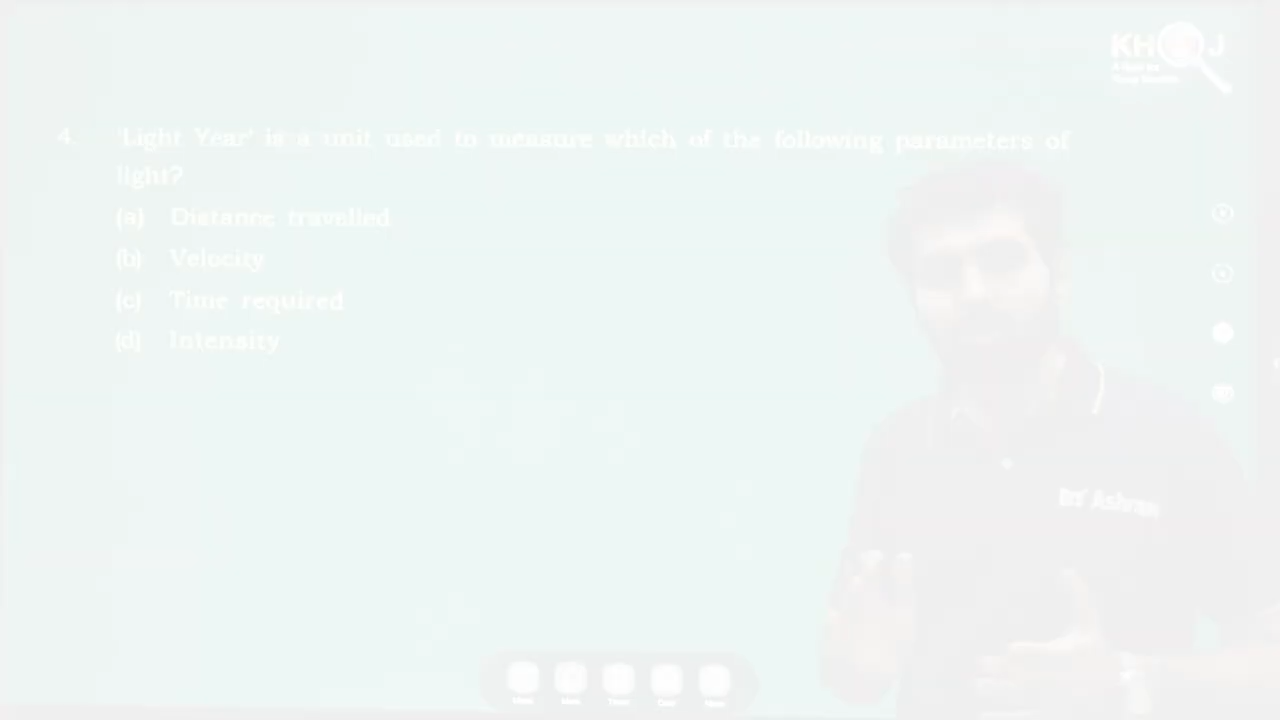 KH J
4. 'Light Year' is a unit used to measure which of the following parameters of
light?
(a) Distance travelled
(b) Velocity
(c) Time required
(d) Intensity